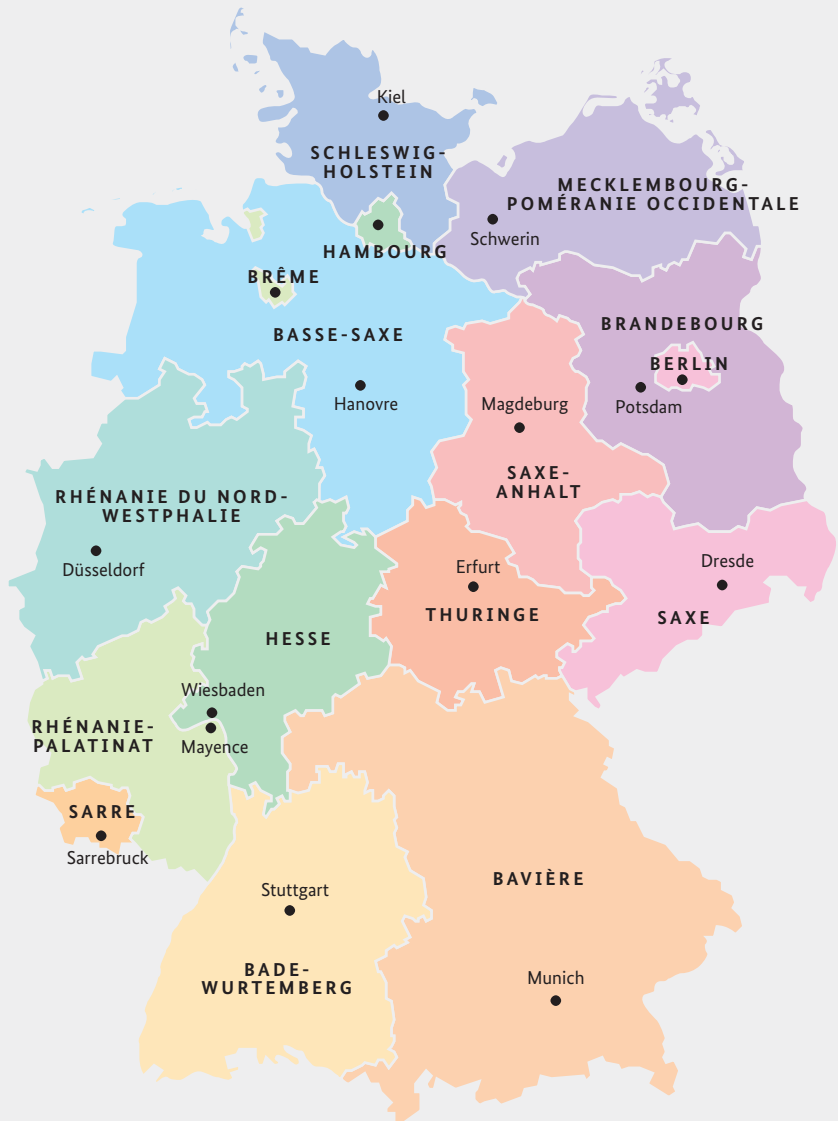 Kiel
SCHLESWIG-
HOLSTEIN
MECKLEMBOURG-
POMÉRANIE OCCIDENTALE
Schwerin
HAMBOURG
BRÊME
BASSE-SAXE
BRANDEBOURG
BERLIN
Hanovre
Magdeburg
Potsdam
SAXE-
ANHALT
RHÉNANIE DU NORD-
WESTPHALIE
Düsseldorf
Erfurt
Dresde
THURINGE
SAXE
HESSE
Wiesbaden
RHÉNANIE-
PALATINAT
Mayence
SARRE
Sarrebruck
BAVIÈRE
Stuttgart
BADE-
WURTEMBERG
Munich